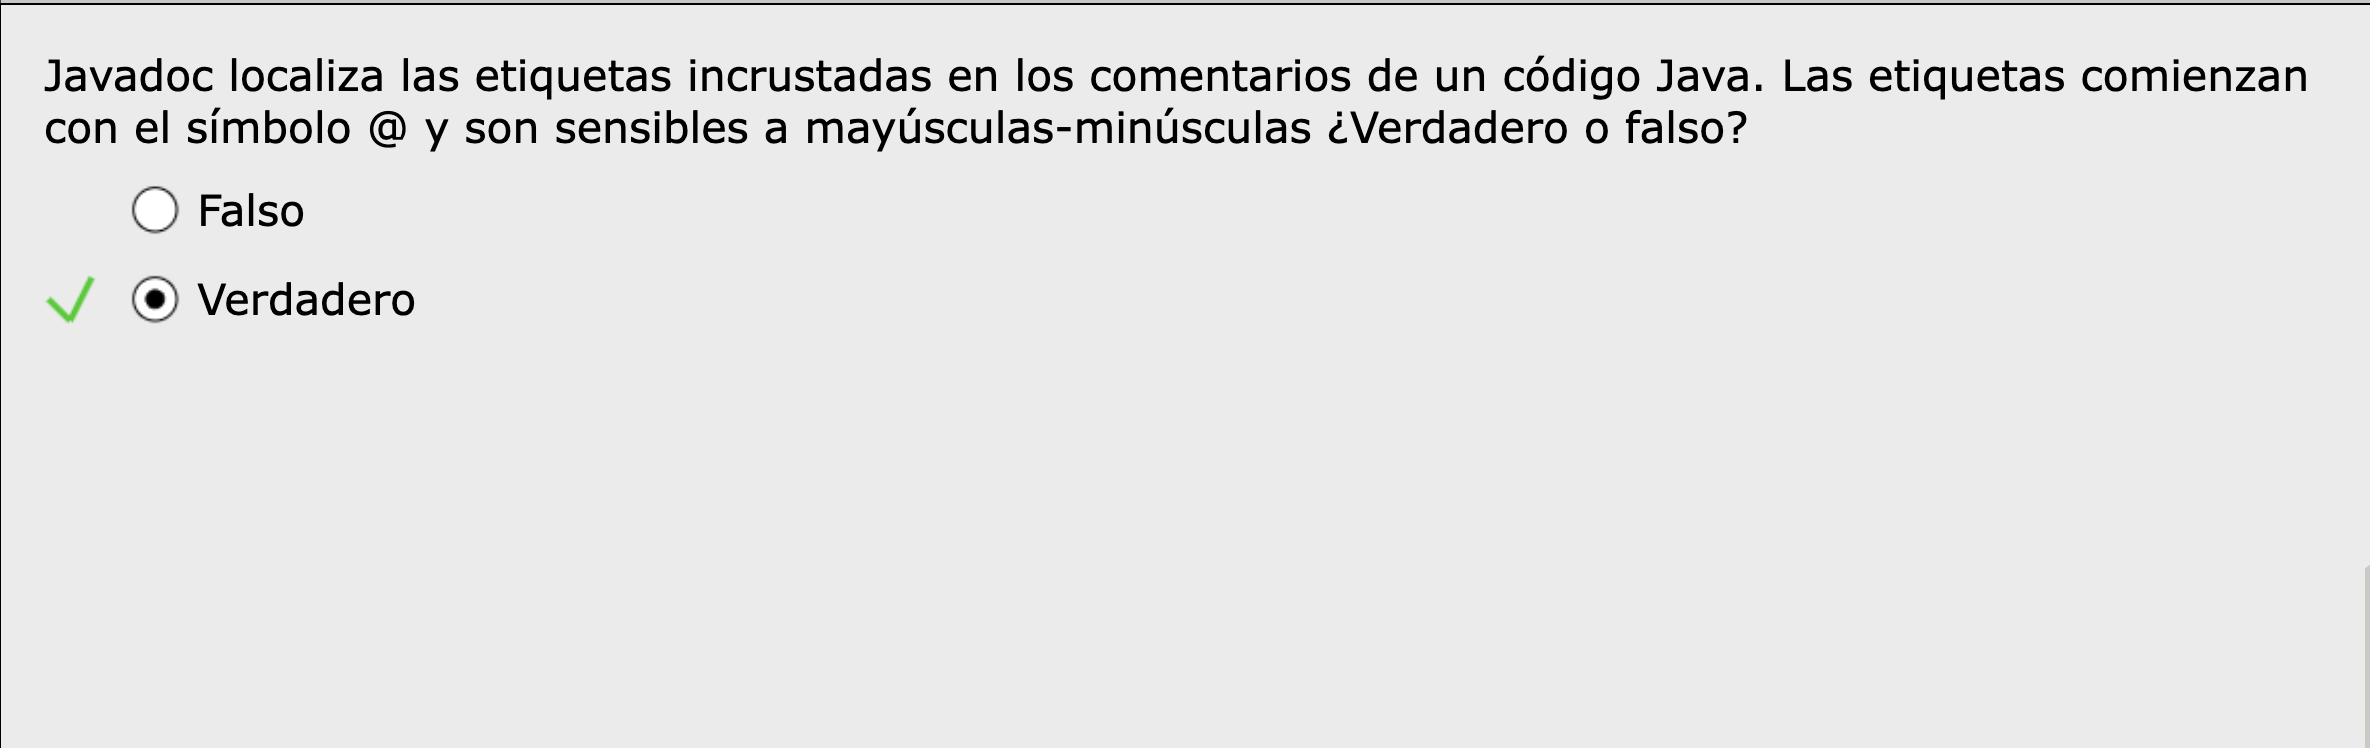 Javadoc localiza las etiquetas incrustadas en los comentarios de un código Java. Las etiquetas comienzan
con el símbolo @ y son sensibles a mayúsculas-minúsculas ¿Verdadero o falso?
Falso
Verdadero